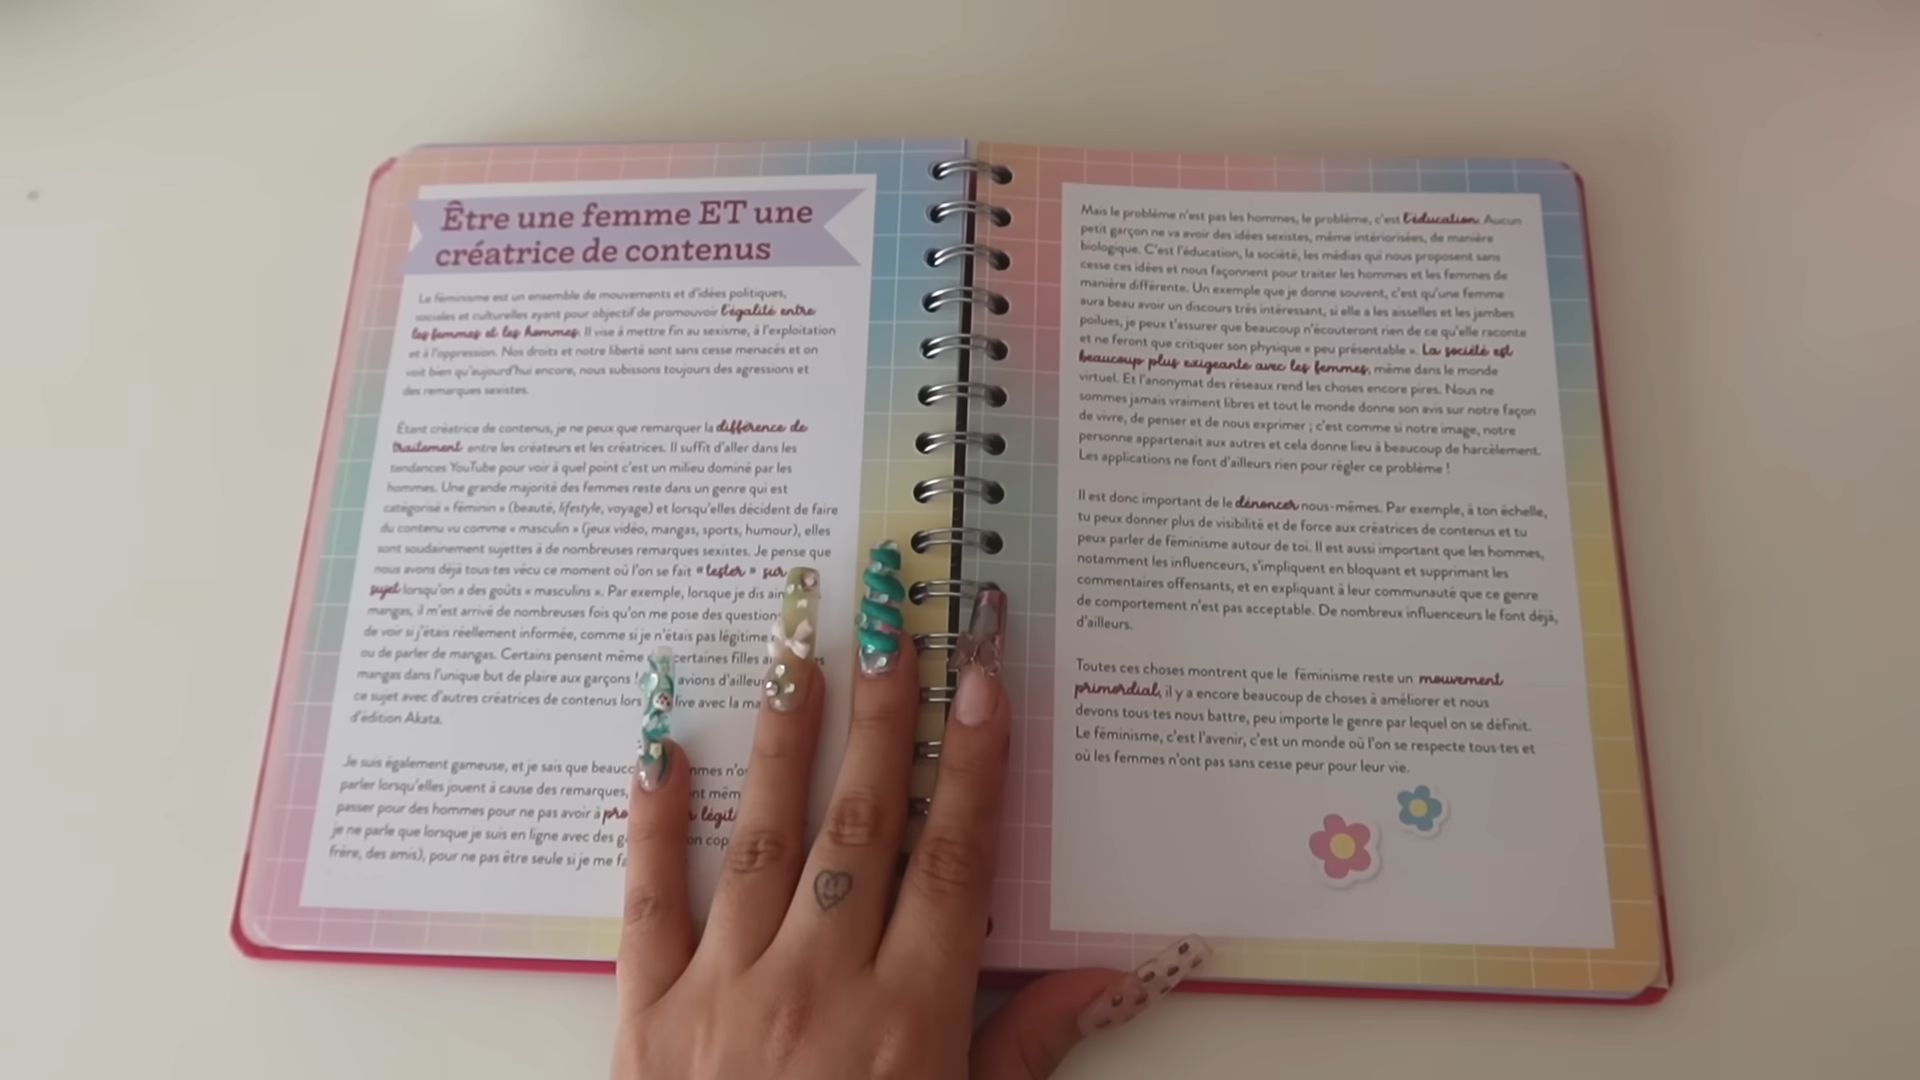 Être une femme ET une
créatrice de contenus
Le féminisme est un ensemble de mouvements et d'idées politiques,
sociales et culturelles ayant pour objectif de promouvoir l'égalité entre
les femmes et les hommes. Il vise à mettre fin au sexisme, à l'exploitation
et à l'oppression. Nos droits et notre liberté sont sans cesse menacés et on
voit bien qu'aujourd'hui encore, nous subissons toujours des agressions et
des remarques sexistes.
Étant créatrice de contenus, je ne peux que remarquer la différence de
traitement entre les créateurs et les créatrices. Il suffit d'aller dans les
tendances YouTube pour voir à quel point c'est un milieu dominé par les
hommes. Une grande majorité des femmes reste dans un genre qui est
catégorisé « féminin » (beauté, lifestyle, voyage) et lorsqu'elles décident de faire
du contenu vu comme « masculin » (jeux vidéo, mangas, sports, humour), elles
sont soudainement sujettes à de nombreuses remarques sexistes. Je pense que
nous avons déjà tous·tes vécu ce moment où l'on se fait « tester » sur
sujet lorsqu'on a des goûts « masculins ». Par exemple, lorsque je dis
mangas, il m'est arrivé de nombreuses fois qu'on me pose des
de voir si j'étais réellement informée, comme si je n'étais pas légitime
ou de parler de mangas. Certains pensent même certaines filles
mangas dans l'unique but de plaire aux garçons ! avions
ce sujet avec d'autres créatrices de contenus lors live avec la
d'édition Akata.
Je suis également gameuse, et je sais que
parler lorsqu'elles jouent à cause des remarques,
passer pour des hommes pour ne pas avoir à
je ne parle que lorsque je suis en ligne avec des
frère, des amis), pour ne pas être seule si je me
Mais le problème n'est pas les hommes, le problème, c'est l'éducation. Aucun
petit garçon ne va avoir des idées sexistes, même intériorisées, de manière
biologique. C'est l'éducation, la société, les médias qui nous proposent sans
cesse ces idées et nous façonnent pour traiter les hommes et les femmes de
manière différente. Un exemple que je donne souvent, c'est qu'une femme
aura beau avoir un discours très intéressant, si elle a les aisselles et les jambes
poilues, je peux t'assurer que beaucoup n'écouteront rien de ce qu'elle raconte
et ne feront que critiquer son physique « peu présentable ». La société est
beaucoup plus exigeante avec les femmes, même dans le monde
virtuel. Et l'anonymat des réseaux rend les choses encore pires. Nous ne
sommes jamais vraiment libres et tout le monde donne son avis sur notre façon
de vivre, de penser et de nous exprimer ; c'est comme si notre image, notre
personne appartenait aux autres et cela donne lieu à beaucoup de harcèlement.
Les applications ne font d'ailleurs rien pour régler ce problème !
Il est donc important de le dénoncer nous-mêmes. Par exemple, à ton échelle,
tu peux donner plus de visibilité et de force aux créatrices de contenus et tu
peux parler de féminisme autour de toi. Il est aussi important que les hommes,
notamment les influenceurs, s'impliquent en bloquant et supprimant les
commentaires offensants, et en expliquant à leur communauté que ce genre
de comportement n'est pas acceptable. De nombreux influenceurs le font déjà,
d'ailleurs.
Toutes ces choses montrent que le féminisme reste un mouvement
primordial, il y a encore beaucoup de choses à améliorer et nous
devons tous·tes nous battre, peu importe le genre par lequel on se définit.
Le féminisme, c'est l'avenir, c'est un monde où l'on se respecte tous·tes et
où les femmes n'ont pas sans cesse peur pour leur vie.